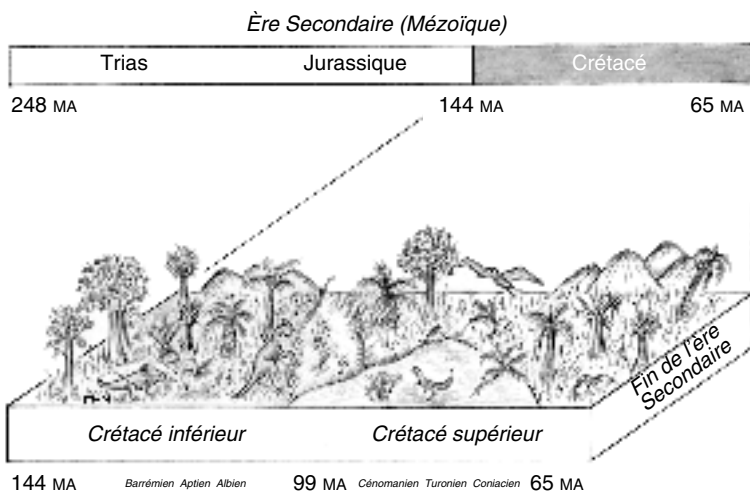 Ère Secondaire (Mézoïque)
Trias Jurassique Crétacé
248 MA 144 MA 65 MA
Fin de l'ère
Secondaire
Crétacé inférieur Crétacé supérieur
144 MA Barrémien Aptien Albien 99 MA Cénomanien Turonien Coniacien 65 MA